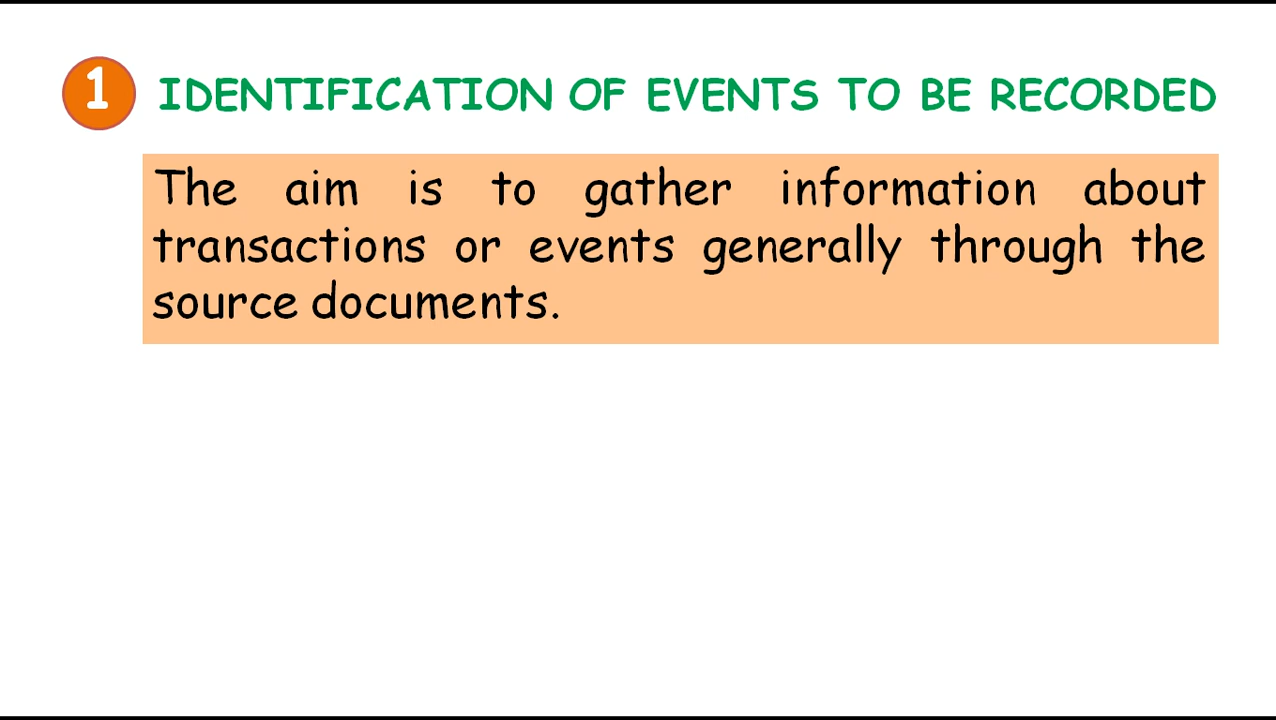 1 IDENTIFICATION OF EVENTS TO BE RECORDED
The aim is to gather information about
transactions or events generally through the
source documents.